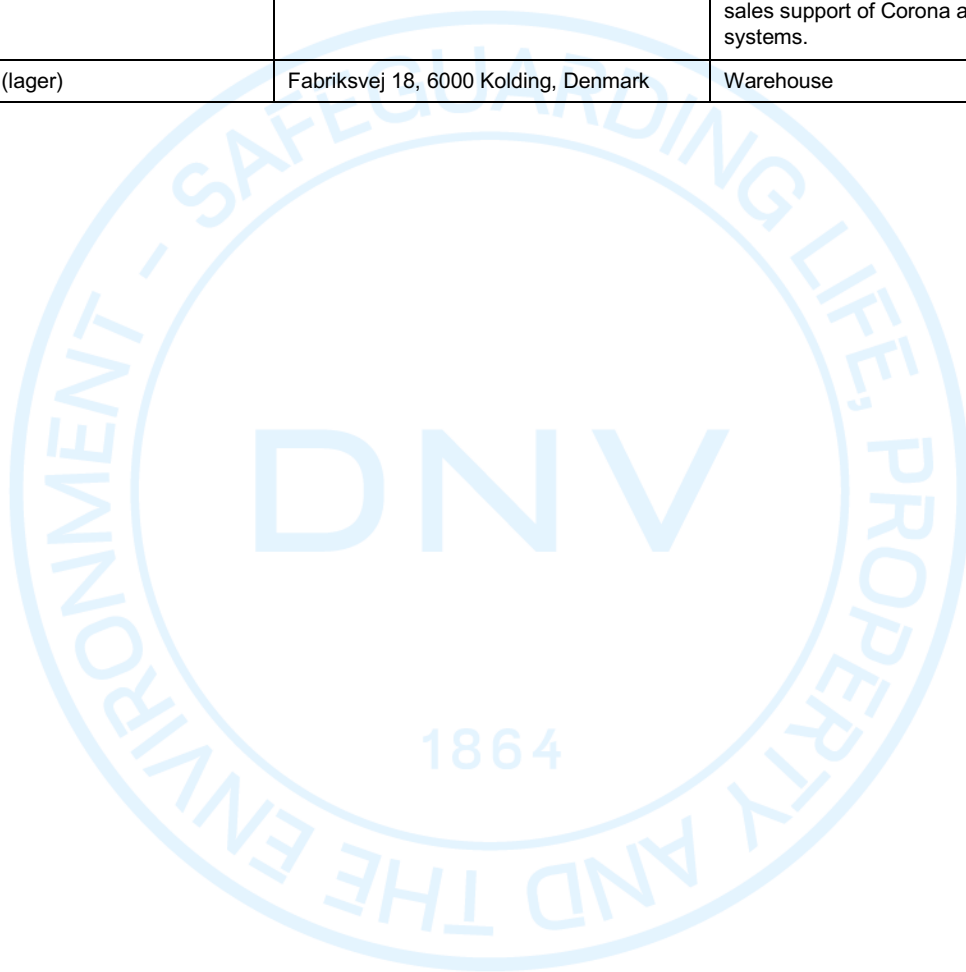 sales support of Corona a
systems.
(lager) Fabriksvej 18, 6000 Kolding, Denmark Warehouse
SAFEGUARDING LIFE, PROPERTY AND THE ENVIRONMENT -
DNV
1864